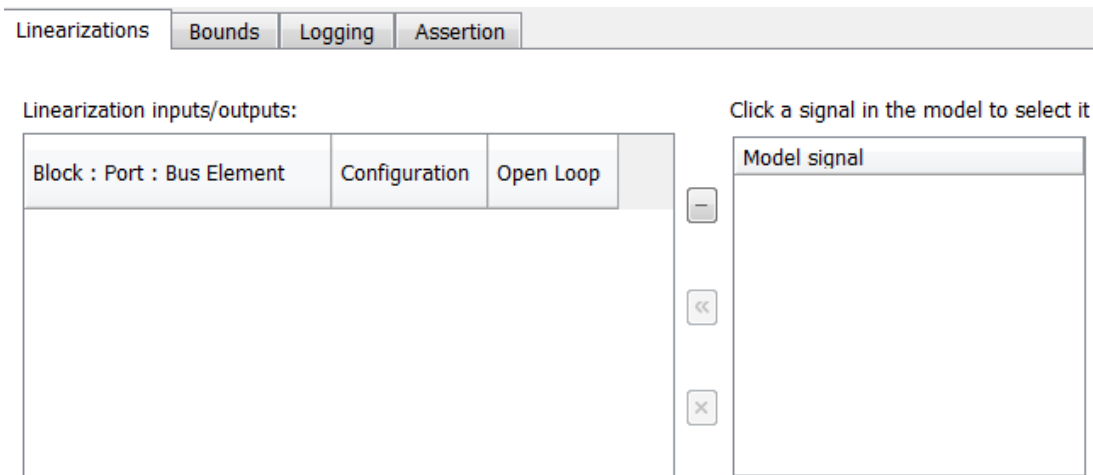 Linearizations Bounds Logging Assertion
Linearization inputs/outputs:
Click a signal in the model to select it
Block : Port : Bus Element Configuration Open Loop
Model signal